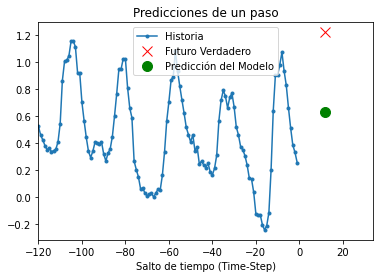 Predicciones de un paso
Historia
Futuro Verdadero
Predicción del Modelo
1.2
1.0
0.8
0.6
0.4
0.2
0.0
−0.2
−120 −100 −80 −60 −40 −20 0 20
Salto de tiempo (Time-Step)